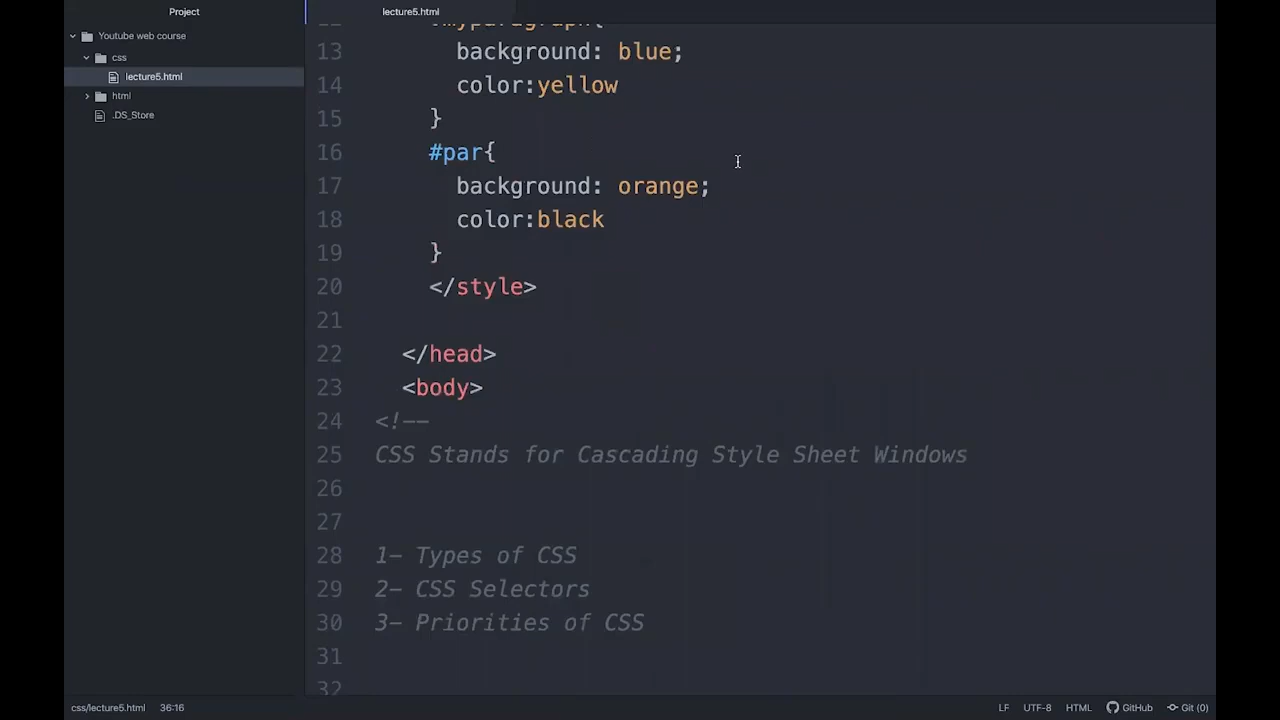 Project
lecture5.html
Youtube web course
css
lecture5.html
html
.DS_Store
13 background: blue;
14 color:yellow
15 }
16 #par{
17 background: orange;
18 color:black
19 }
20 </style>
21
22 </head>
23 <body>
24 <!--
25 CSS Stands for Cascading Style Sheet Windows
26
27
28 1- Types of CSS
29 2- CSS Selectors
30 3- Priorities of CSS
31
32
css/lecture5.html 36:16 LF UTF-8 HTML GitHub Git (0)